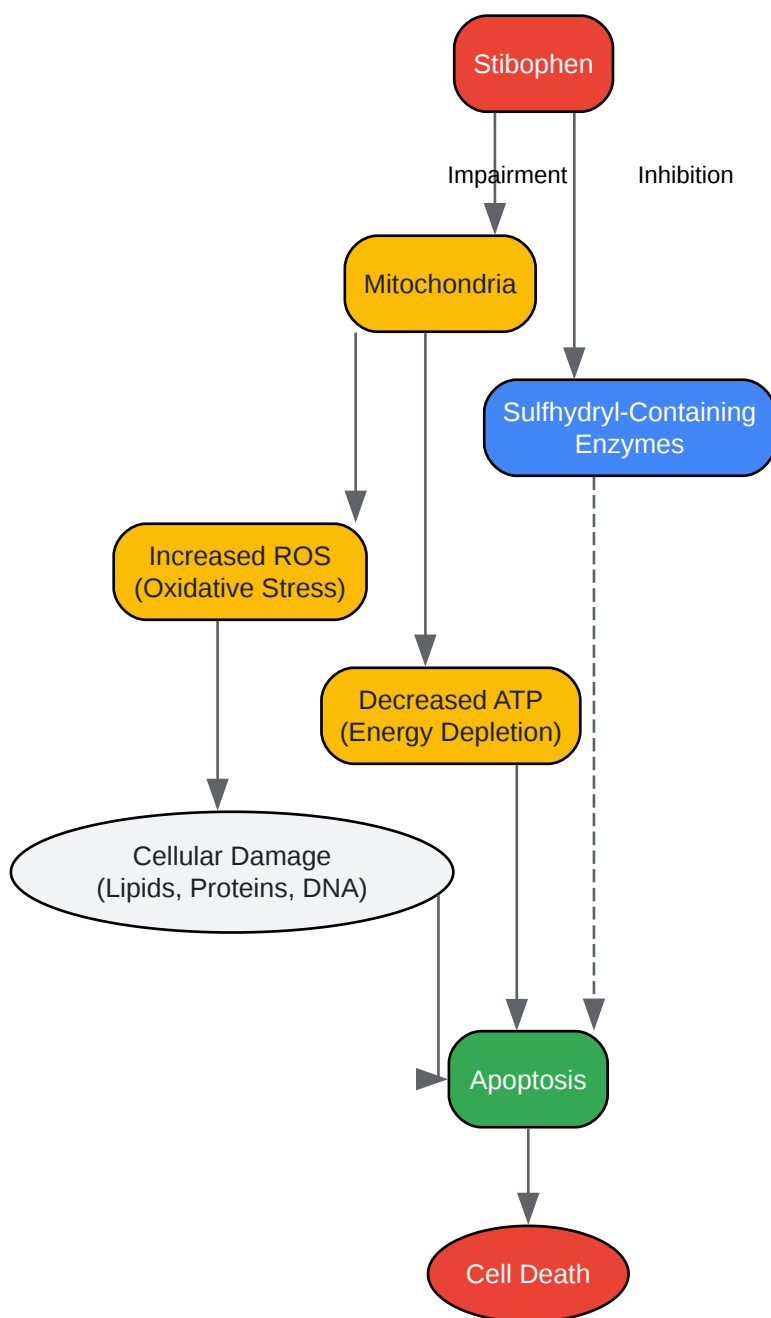 Stibophen
Impairment
Inhibition
Mitochondria
Sulfhydryl-Containing
Enzymes
Increased ROS
(Oxidative Stress)
Decreased ATP
(Energy Depletion)
Cellular Damage
(Lipids, Proteins, DNA)
Apoptosis
Cell Death